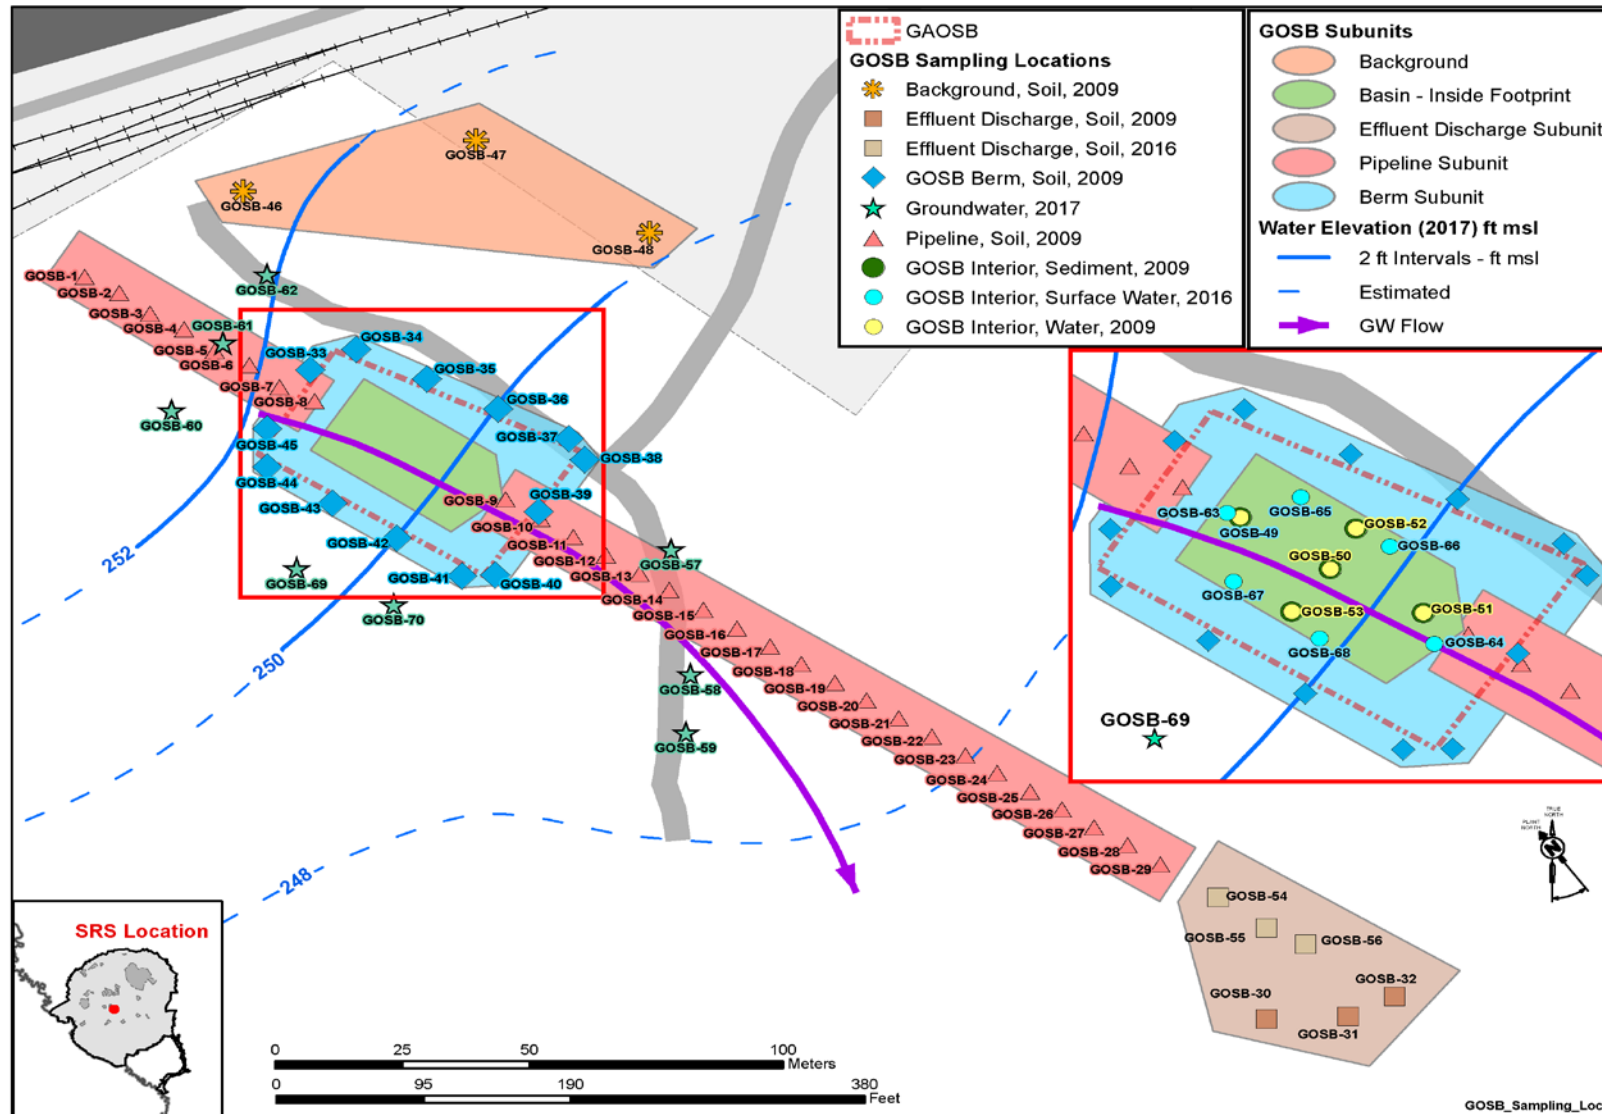 GAOSB
GOSB Sampling Locations
Background, Soil, 2009
Effluent Discharge, Soil, 2009
Effluent Discharge, Soil, 2016
GOSB Berm, Soil, 2009
Groundwater, 2017
Pipeline, Soil, 2009
GOSB Interior, Sediment, 2009
GOSB Interior, Surface Water, 2016
GOSB Interior, Water, 2009
GOSB Subunits
Background
Basin - Inside Footprint
Effluent Discharge Subunit
Pipeline Subunit
Berm Subunit
Water Elevation (2017) ft msl
2 ft Intervals - ft msl
Estimated
GW Flow
GOSB-47
GOSB-46
GOSB-48
GOSB-1
GOSB-2
GOSB-3
GOSB-4
GOSB-5
GOSB-6
GOSB-7
GOSB-8
GOSB-62
GOSB-61
GOSB-60
GOSB-33
GOSB-34
GOSB-35
GOSB-36
GOSB-37
GOSB-38
GOSB-39
GOSB-45
GOSB-44
GOSB-43
GOSB-42
GOSB-41
GOSB-40
GOSB-9
GOSB-10
GOSB-11
GOSB-12
GOSB-13
GOSB-14
GOSB-15
GOSB-16
GOSB-17
GOSB-18
GOSB-19
GOSB-20
GOSB-21
GOSB-22
GOSB-23
GOSB-24
GOSB-25
GOSB-26
GOSB-27
GOSB-28
GOSB-29
GOSB-57
GOSB-58
GOSB-59
GOSB-69
GOSB-70
252
250
248
GOSB-63
GOSB-65
GOSB-49
GOSB-52
GOSB-66
GOSB-50
GOSB-67
GOSB-53
GOSB-51
GOSB-68
GOSB-64
GOSB-69
GOSB-54
GOSB-55
GOSB-56
GOSB-32
GOSB-30
GOSB-31
TRUE
NORTH
PLANT
NORTH
N
SRS Location
0 25 50 100
Meters
0 95 190 380
Feet
GOSB_Sampling_Loc